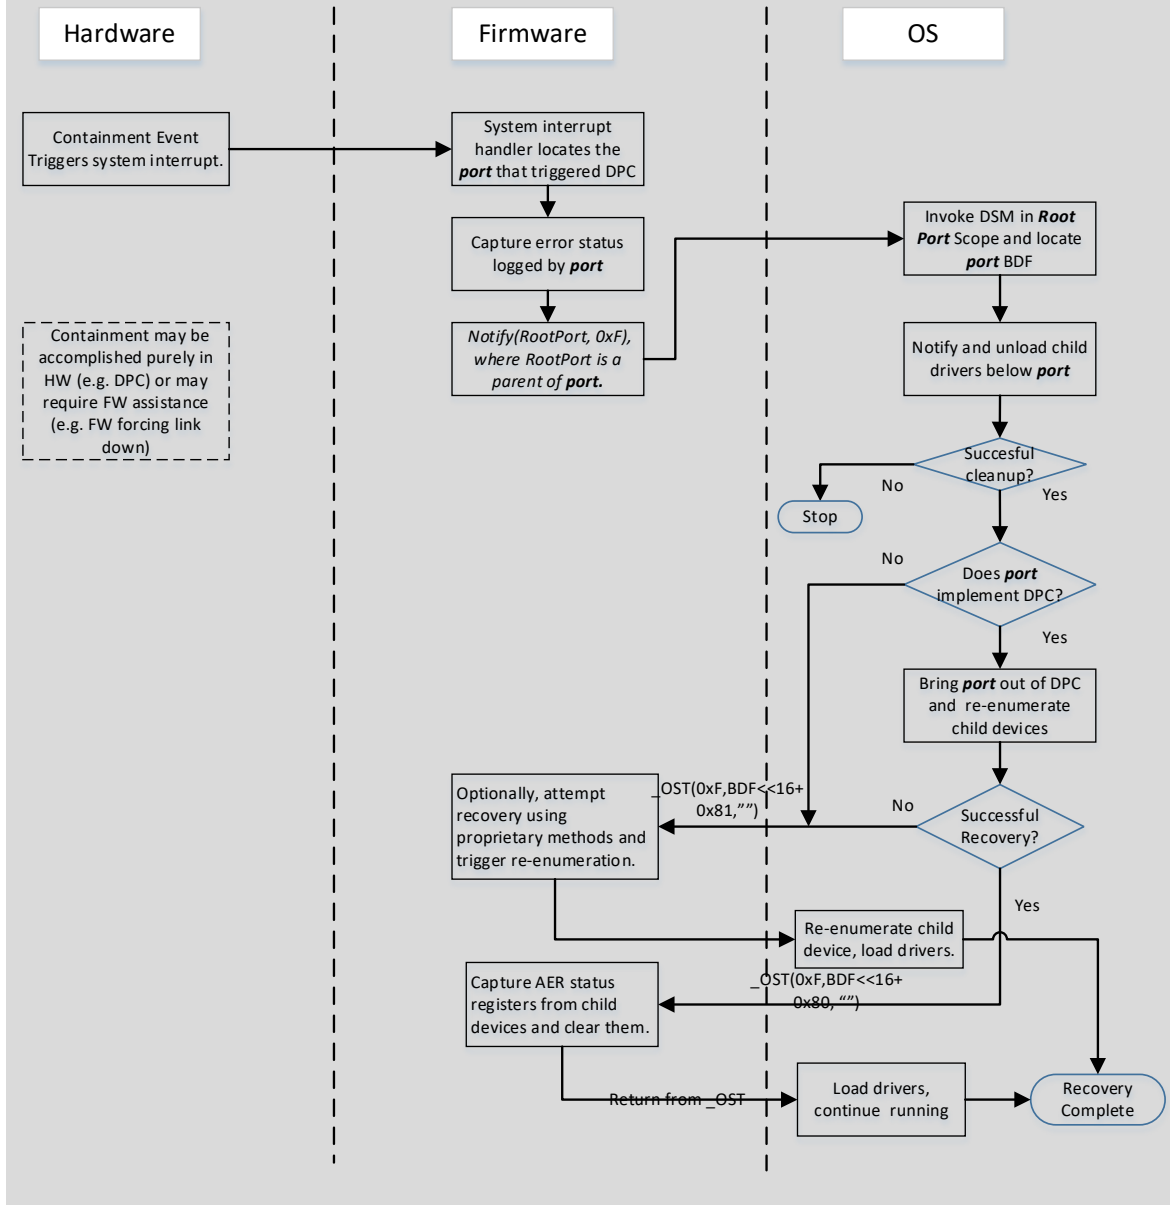 Hardware
Firmware
OS
Containment Event
Triggers system interrupt.
System interrupt
handler locates the
port that triggered DPC
Capture error status
logged by port
Notify(RootPort, 0xF),
where RootPort is a
parent of port.
Containment may be
accomplished purely in
HW (e.g. DPC) or may
require FW assistance
(e.g. FW forcing link
down)
Invoke DSM in Root
Port Scope and locate
port BDF
Notify and unload child
drivers below port
Succesful
cleanup?
No
Yes
Stop
No
Does port
implement DPC?
Yes
Bring port out of DPC
and re-enumerate
child devices
_OST(0xF,BDF<<16+
0x81,””)
No
Successful
Recovery?
Optionally, attempt
recovery using
proprietary methods and
trigger re-enumeration.
Yes
Re-enumerate child
device, load drivers.
_OST(0xF,BDF<<16+
0x80, “”)
Capture AER status
registers from child
devices and clear them.
Return from _OST
Load drivers,
continue running
Recovery
Complete